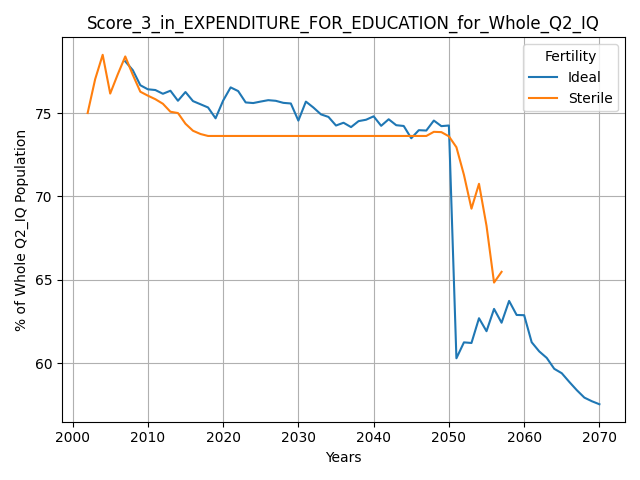 Score_3_in_EXPENDITURE_FOR_EDUCATION_for_Whole_Q2_IQ
Fertility
Ideal
Sterile
% of Whole Q2_IQ Population
75
70
65
60
2000 2010 2020 2030 2040 2050 2060 2070
Years